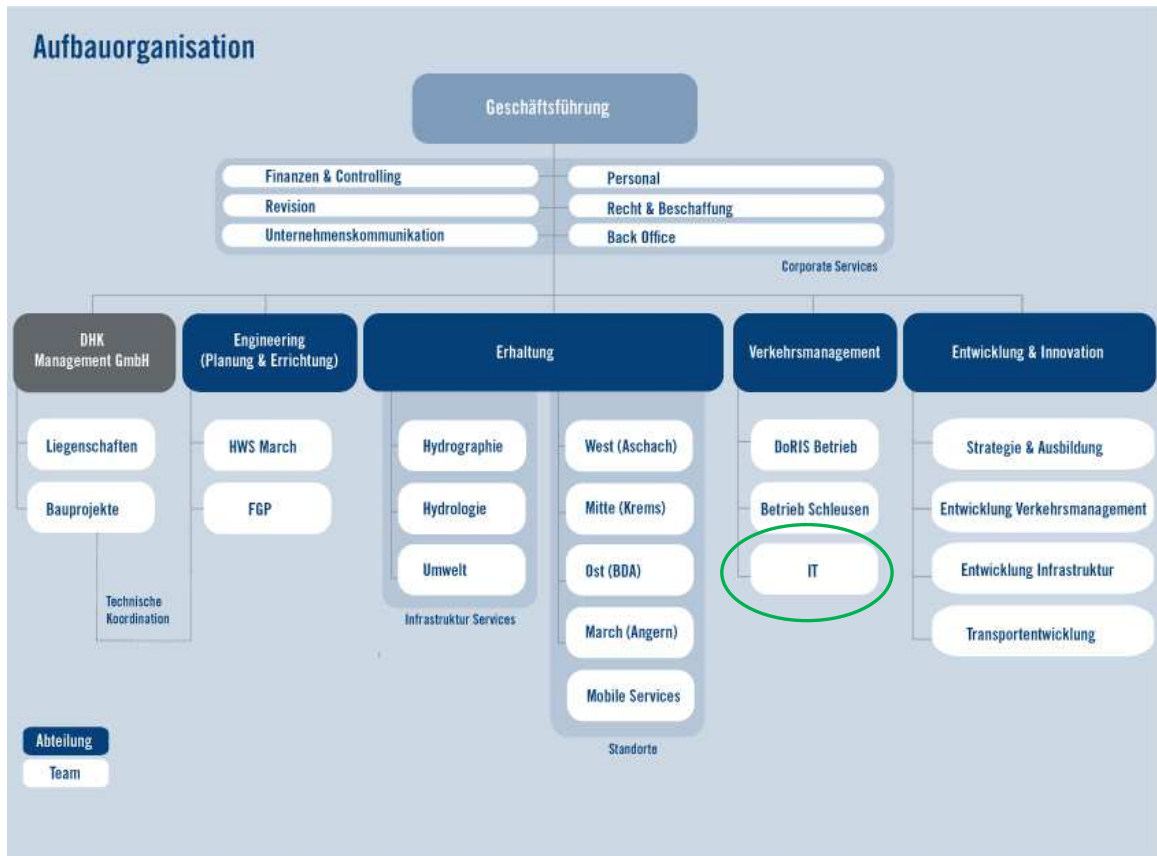 Aufbauorganisation
Geschäftsführung
Finanzen & Controlling
Revision
Unternehmenskommunikation
Personal
Recht & Beschaffung
Back Office
Corporate Services
DHK
Management GmbH
Liegenschaften
Bauprojekte
Technische
Koordination
Engineering
(Planung & Errichtung)
HWS March
FGP
Erhaltung
Hydrographie
Hydrologie
Umwelt
Infrastruktur Services
West (Aschach)
Mitte (Krems)
Ost (BDA)
March (Angern)
Mobile Services
Standorte
Verkehrsmanagement
DoRIS Betrieb
Betrieb Schleusen
IT
Entwicklung & Innovation
Strategie & Ausbildung
Entwicklung Verkehrsmanagement
Entwicklung Infrastruktur
Transportentwicklung
Abteilung
Team